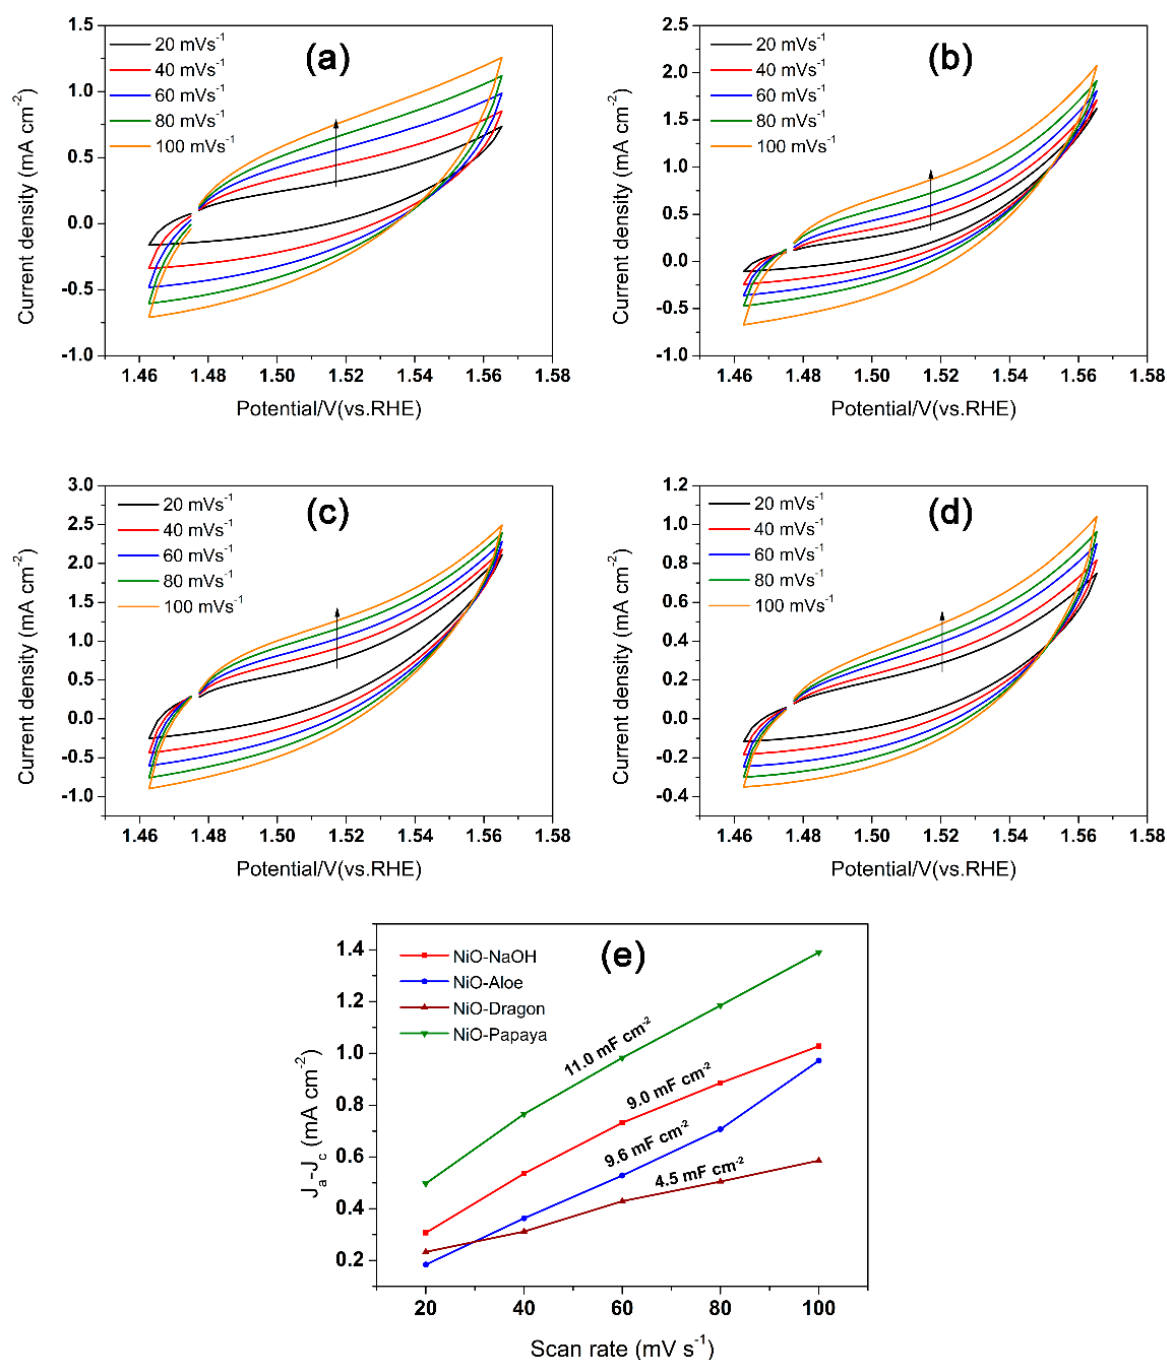 (a)
20 mVs⁻¹
40 mVs⁻¹
60 mVs⁻¹
80 mVs⁻¹
100 mVs⁻¹
1.5
1.0
0.5
0.0
-0.5
-1.0
Current density (mA cm⁻²)
1.46 1.48 1.50 1.52 1.54 1.56 1.58
Potential/V(vs.RHE)
(b)
20 mVs⁻¹
40 mVs⁻¹
60 mVs⁻¹
80 mVs⁻¹
100 mVs⁻¹
2.5
2.0
1.5
1.0
0.5
0.0
-0.5
-1.0
Current density (mA cm⁻²)
1.46 1.48 1.50 1.52 1.54 1.56 1.58
Potential/V(vs.RHE)
(c)
20 mVs⁻¹
40 mVs⁻¹
60 mVs⁻¹
80 mVs⁻¹
100 mVs⁻¹
3.0
2.5
2.0
1.5
1.0
0.5
0.0
-0.5
-1.0
Current density (mA cm⁻²)
1.46 1.48 1.50 1.52 1.54 1.56 1.58
Potential/V(vs.RHE)
(d)
20 mVs⁻¹
40 mVs⁻¹
60 mVs⁻¹
80 mVs⁻¹
100 mVs⁻¹
1.2
1.0
0.8
0.6
0.4
0.2
0.0
-0.2
-0.4
Current density (mA cm⁻²)
1.46 1.48 1.50 1.52 1.54 1.56 1.58
Potential/V(vs.RHE)
(e)
NiO-NaOH
NiO-Aloe
NiO-Dragon
NiO-Papaya
11.0 mF cm⁻²
9.0 mF cm⁻²
9.6 mF cm⁻²
4.5 mF cm⁻²
1.4
1.2
1.0
0.8
0.6
0.4
0.2
Jₐ-J꜀ (mA cm⁻²)
20 40 60 80 100
Scan rate (mV s⁻¹)